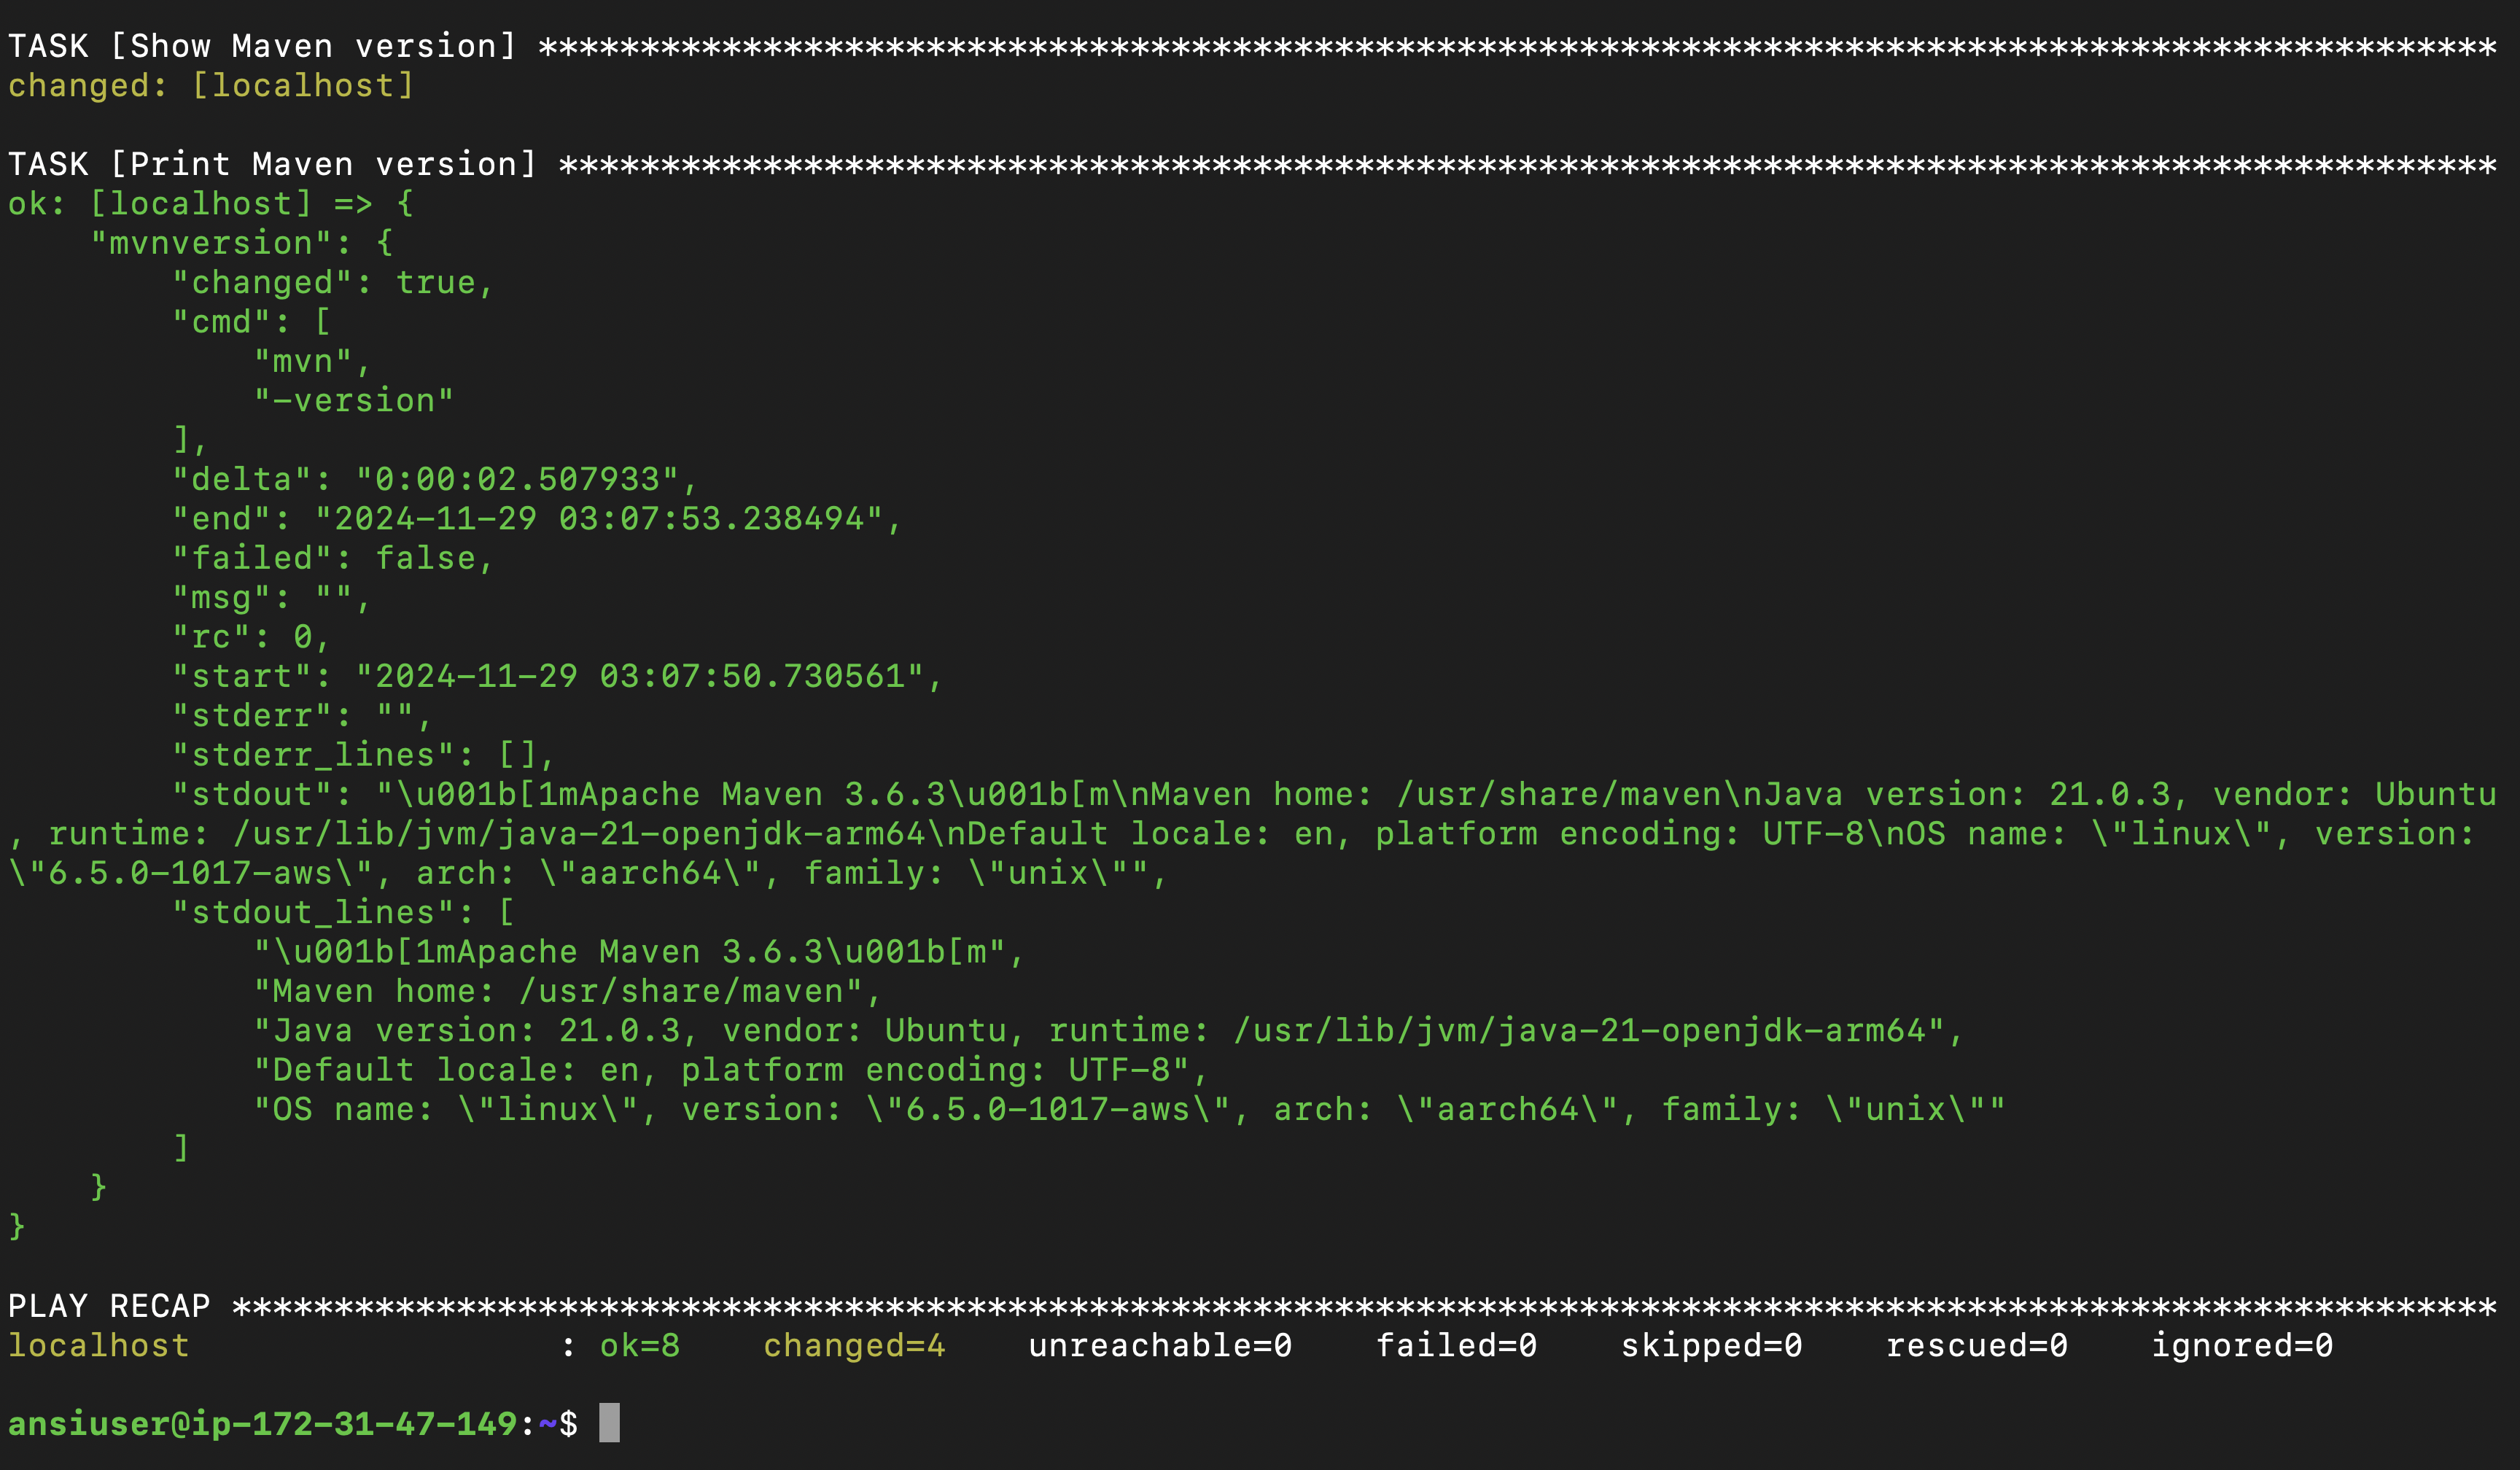 TASK [Show Maven version] ************************************************************************************************
changed: [localhost]
TASK [Print Maven version] ***********************************************************************************************
ok: [localhost] => {
    "mvnversion": {
        "changed": true,
        "cmd": [
            "mvn",
            "-version"
        ],
        "delta": "0:00:02.507933",
        "end": "2024-11-29 03:07:53.238494",
        "failed": false,
        "msg": "",
        "rc": 0,
        "start": "2024-11-29 03:07:50.730561",
        "stderr": "",
        "stderr_lines": [],
        "stdout": "\u001b[1mApache Maven 3.6.3\u001b[m\nMaven home: /usr/share/maven\nJava version: 21.0.3, vendor: Ubuntu
, runtime: /usr/lib/jvm/java-21-openjdk-arm64\nDefault locale: en, platform encoding: UTF-8\nOS name: \"linux\", version:
\"6.5.0-1017-aws\", arch: \"aarch64\", family: \"unix\"",
        "stdout_lines": [
            "\u001b[1mApache Maven 3.6.3\u001b[m",
            "Maven home: /usr/share/maven",
            "Java version: 21.0.3, vendor: Ubuntu, runtime: /usr/lib/jvm/java-21-openjdk-arm64",
            "Default locale: en, platform encoding: UTF-8",
            "OS name: \"linux\", version: \"6.5.0-1017-aws\", arch: \"aarch64\", family: \"unix\""
        ]
    }
}
PLAY RECAP ***************************************************************************************************************
localhost                  : ok=8    changed=4    unreachable=0    failed=0    skipped=0    rescued=0    ignored=0
ansiuser@ip-172-31-47-149:~$